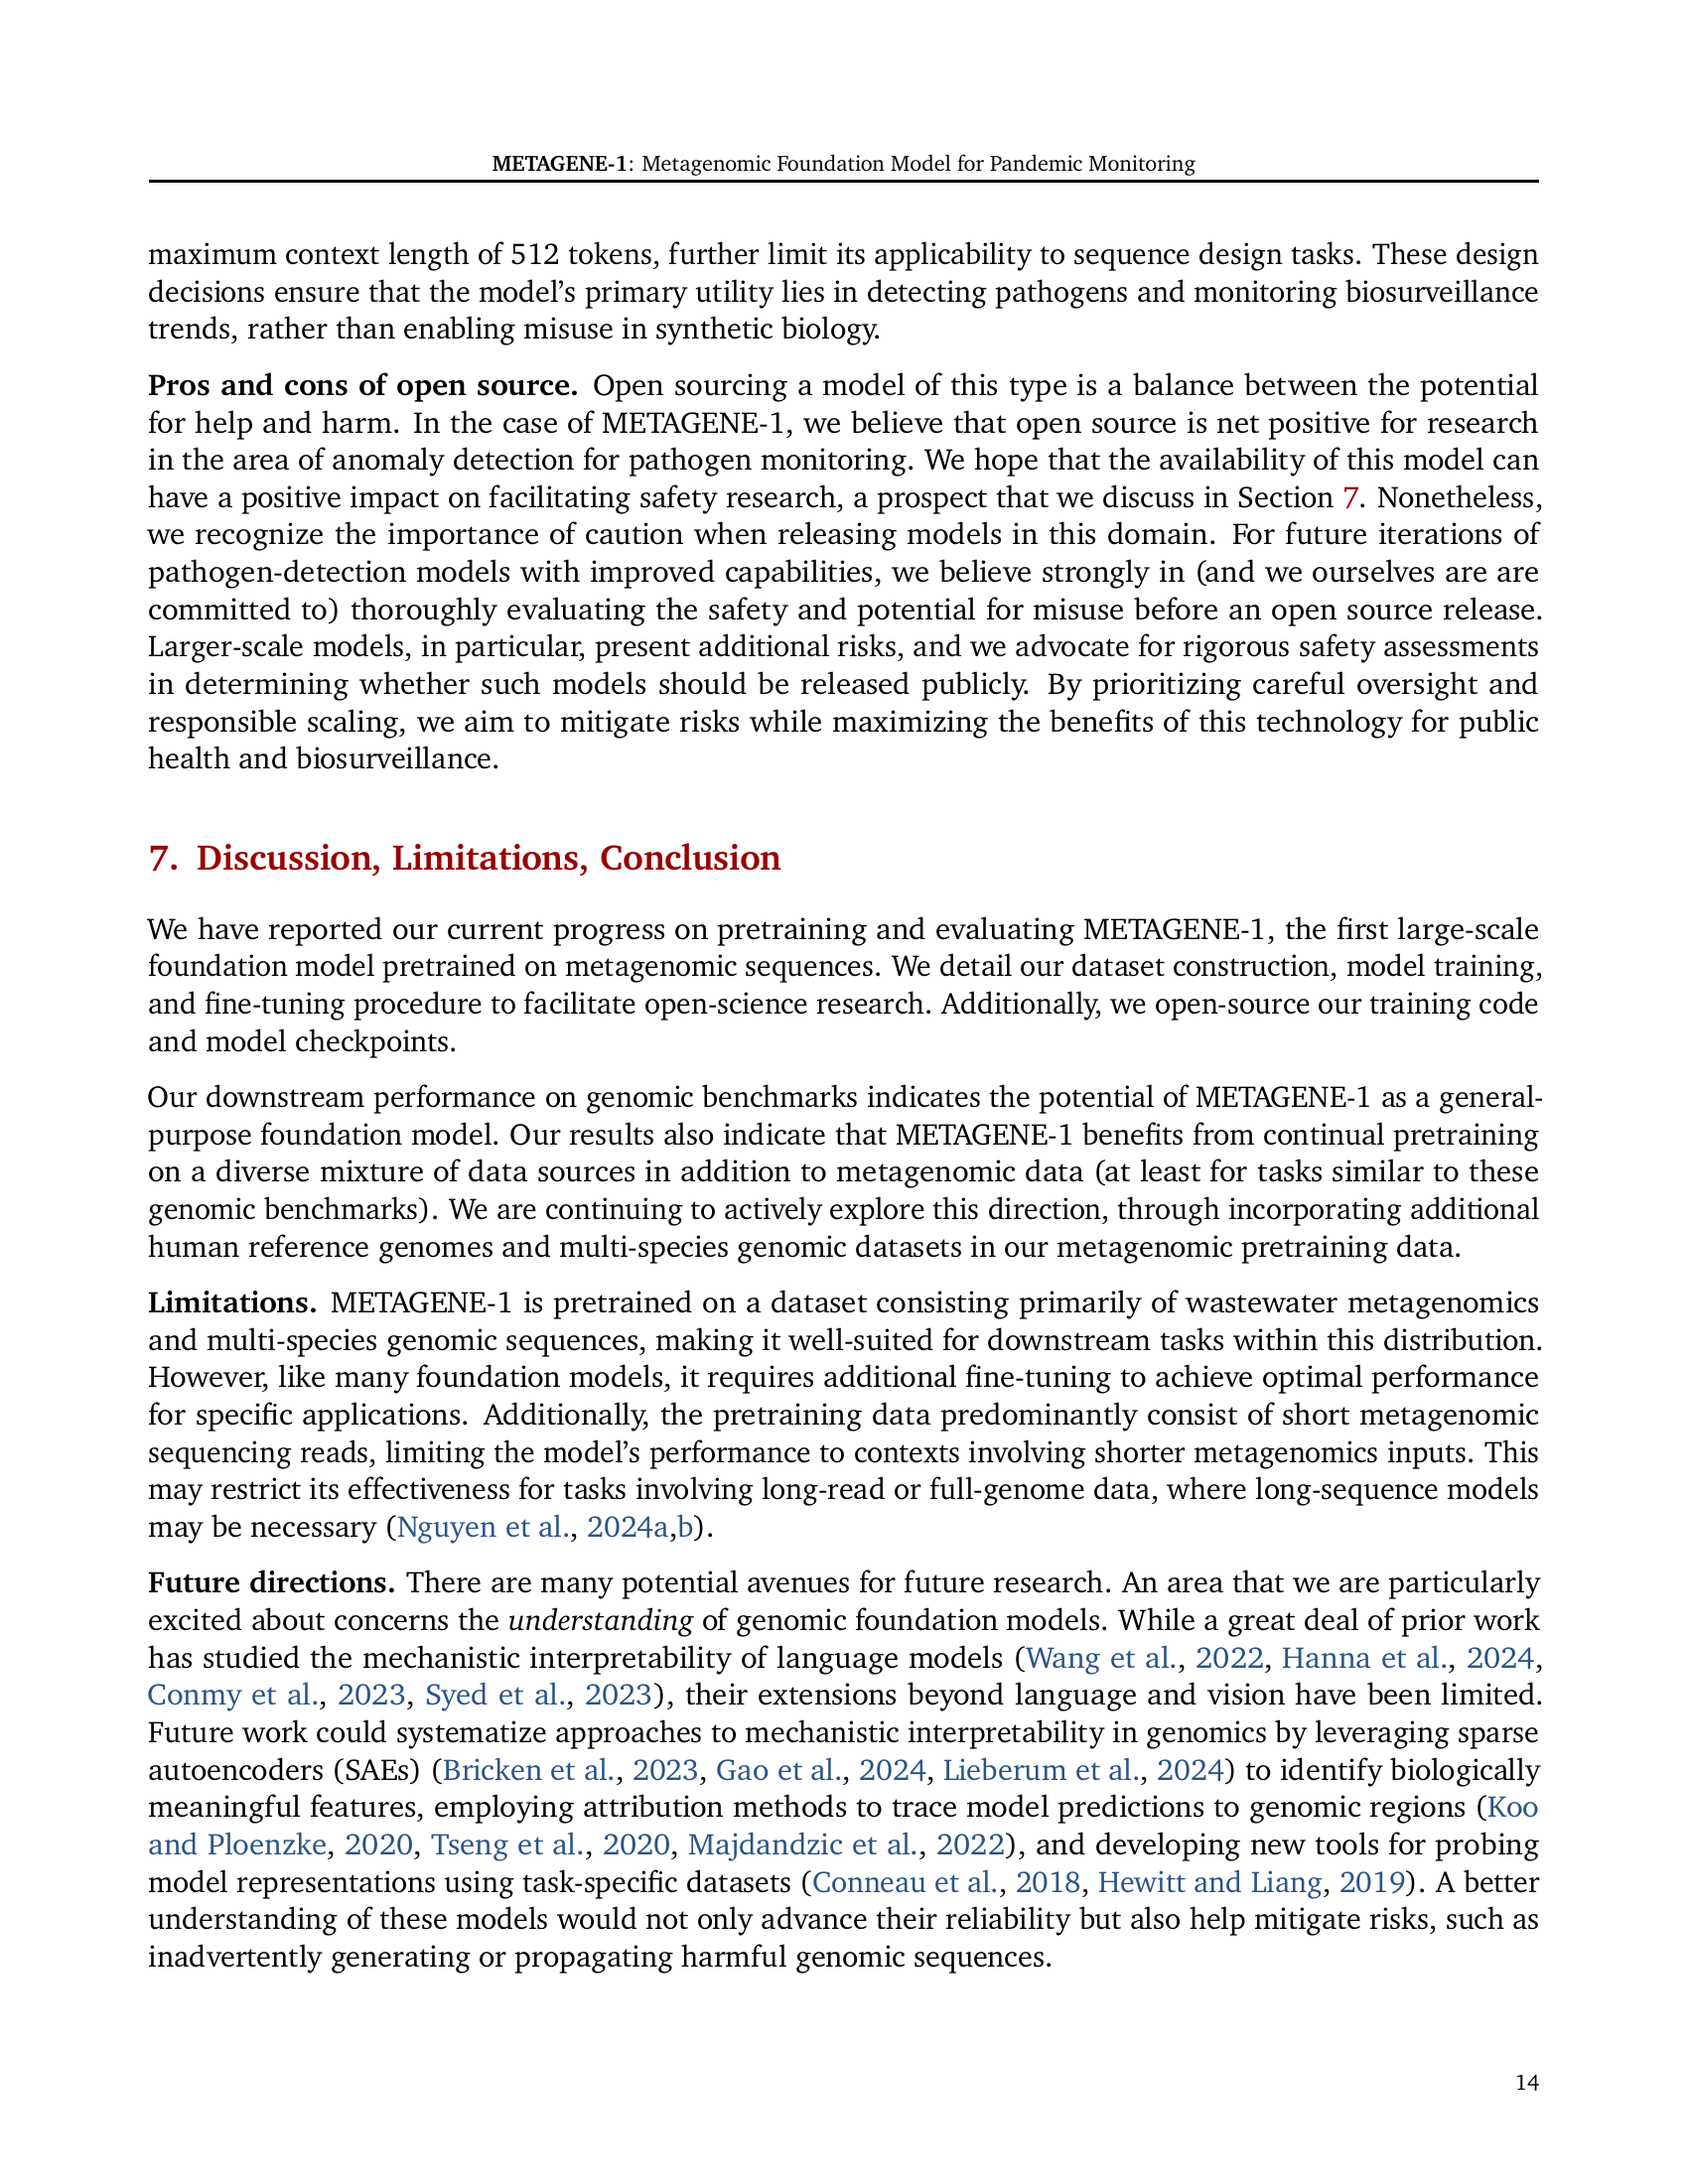 METAGENE-1: Metagenomic Foundation Model for Pandemic Monitoring
maximum context length of 512 tokens, further limit its applicability to sequence design tasks. These design
decisions ensure that the model's primary utility lies in detecting pathogens and monitoring biosurveillance
trends, rather than enabling misuse in synthetic biology.
Pros and cons of open source. Open sourcing a model of this type is a balance between the potential
for help and harm. In the case of METAGENE-1, we believe that open source is net positive for research
in the area of anomaly detection for pathogen monitoring. We hope that the availability of this model can
have a positive impact on facilitating safety research, a prospect that we discuss in Section 7. Nonetheless,
we recognize the importance of caution when releasing models in this domain. For future iterations of
pathogen-detection models with improved capabilities, we believe strongly in (and we ourselves are are
committed to) thoroughly evaluating the safety and potential for misuse before an open source release.
Larger-scale models, in particular, present additional risks, and we advocate for rigorous safety assessments
in determining whether such models should be released publicly. By prioritizing careful oversight and
responsible scaling, we aim to mitigate risks while maximizing the benefits of this technology for public
health and biosurveillance.
7. Discussion, Limitations, Conclusion
We have reported our current progress on pretraining and evaluating METAGENE-1, the first large-scale
foundation model pretrained on metagenomic sequences. We detail our dataset construction, model training,
and fine-tuning procedure to facilitate open-science research. Additionally, we open-source our training code
and model checkpoints.
Our downstream performance on genomic benchmarks indicates the potential of METAGENE-1 as a general-
purpose foundation model. Our results also indicate that METAGENE-1 benefits from continual pretraining
on a diverse mixture of data sources in addition to metagenomic data (at least for tasks similar to these
genomic benchmarks). We are continuing to actively explore this direction, through incorporating additional
human reference genomes and multi-species genomic datasets in our metagenomic pretraining data.
Limitations. METAGENE-1 is pretrained on a dataset consisting primarily of wastewater metagenomics
and multi-species genomic sequences, making it well-suited for downstream tasks within this distribution.
However, like many foundation models, it requires additional fine-tuning to achieve optimal performance
for specific applications. Additionally, the pretraining data predominantly consist of short metagenomic
sequencing reads, limiting the model's performance to contexts involving shorter metagenomics inputs. This
may restrict its effectiveness for tasks involving long-read or full-genome data, where long-sequence models
may be necessary (Nguyen et al., 2024a,b).
Future directions. There are many potential avenues for future research. An area that we are particularly
excited about concerns the understanding of genomic foundation models. While a great deal of prior work
has studied the mechanistic interpretability of language models (Wang et al., 2022, Hanna et al., 2024,
Conmy et al., 2023, Syed et al., 2023), their extensions beyond language and vision have been limited.
Future work could systematize approaches to mechanistic interpretability in genomics by leveraging sparse
autoencoders (SAEs) (Bricken et al., 2023, Gao et al., 2024, Lieberum et al., 2024) to identify biologically
meaningful features, employing attribution methods to trace model predictions to genomic regions (Koo
and Ploenzke, 2020, Tseng et al., 2020, Majdandzic et al., 2022), and developing new tools for probing
model representations using task-specific datasets (Conneau et al., 2018, Hewitt and Liang, 2019). A better
understanding of these models would not only advance their reliability but also help mitigate risks, such as
inadvertently generating or propagating harmful genomic sequences.
14